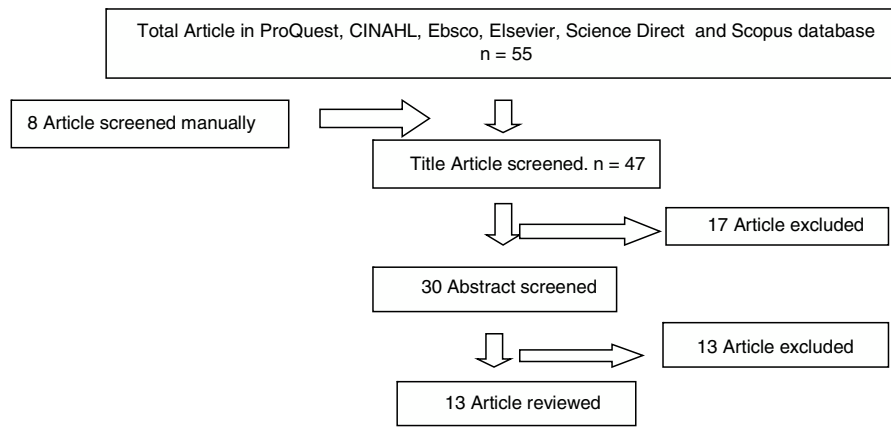 Total Article in ProQuest, CINAHL, Ebsco, Elsevier, Science Direct and Scopus database
n = 55
8 Article screened manually
Title Article screened. n = 47
17 Article excluded
30 Abstract screened
13 Article excluded
13 Article reviewed